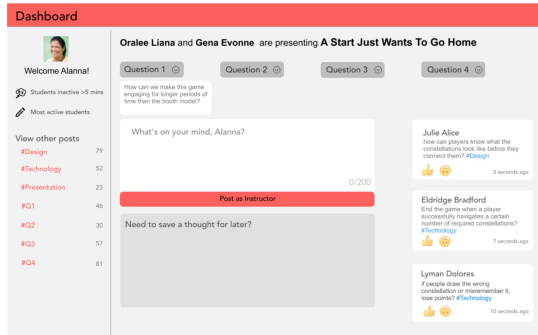 Dashboard
Oralee Liana and Gena Evonne are presenting A Start Just Wants To Go Home
Welcome Alanna!
Students inactive >5 mins
Most active students
View other posts
#Design 79
#Technology 52
#Presentation 23
#Q1 46
#Q2 30
#Q3 57
#Q4 81
Question 1
Question 2
Question 3
Question 4
How can we make this game
engaging for longer periods of
time than the booth model?
What's on your mind, Alanna?
0/200
Post as Instructor
Need to save a thought for later?
Julie Alice
how can players know what the
constellations look like before they
connect them? #Design
5 seconds ago
Eldridge Bradford
End the game when a player
successfully navigates a certain
number of required constellations?
#Technology
7 seconds ago
Lyman Dolores
If people draw the wrong
constellation or misremember it,
lose points? #Technology
10 seconds ago